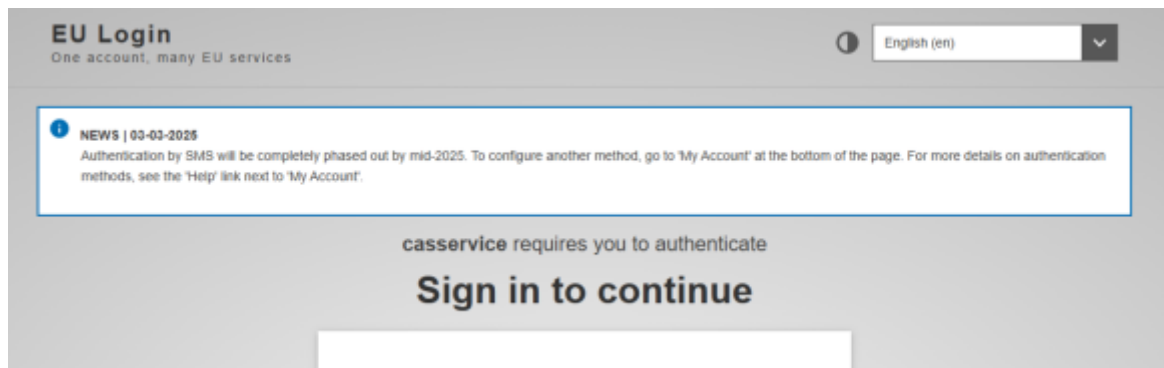 EU Login
One account, many EU services
English (en)
NEWS | 03-03-2025
Authentication by SMS will be completely phased out by mid-2025. To configure another method, go to 'My Account' at the bottom of the page. For more details on authentication
methods, see the 'Help' link next to 'My Account'.
casservice requires you to authenticate
Sign in to continue